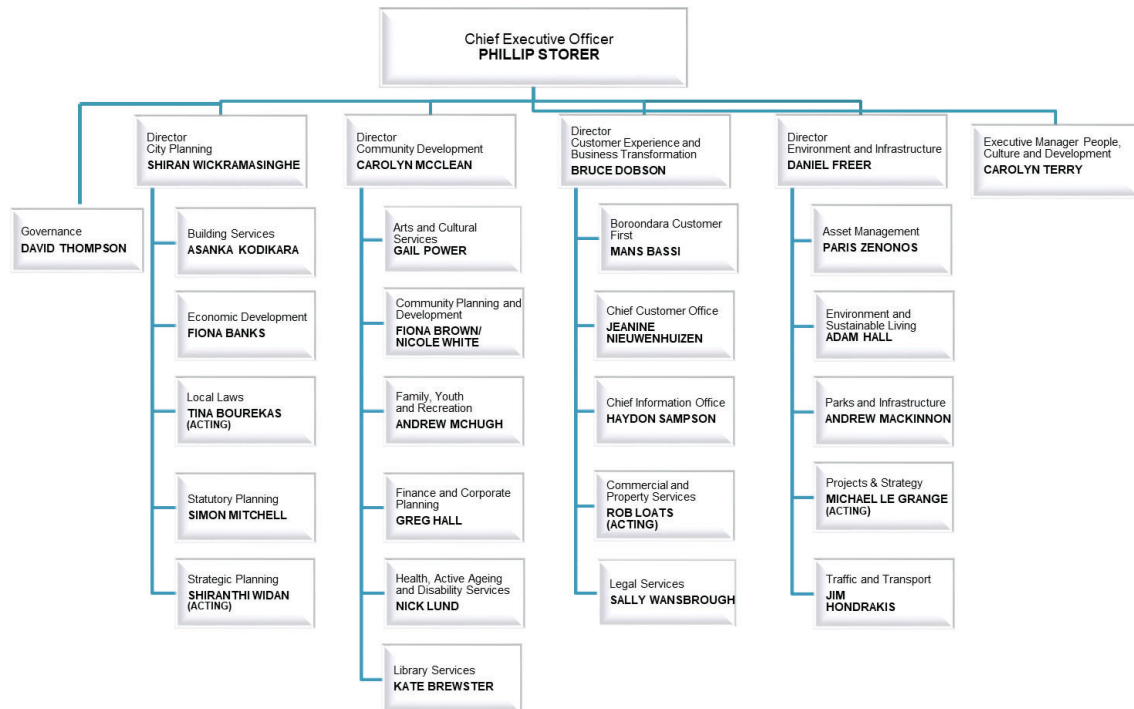 Chief Executive Officer
PHILLIP STORER
Governance
DAVID THOMPSON
Director
City Planning
SHIRAN WICKRAMASINGHE
Building Services
ASANKA KODIKARA
Economic Development
FIONA BANKS
Local Laws
TINA BOUREKAS
(ACTING)
Statutory Planning
SIMON MITCHELL
Strategic Planning
SHIRANTHI WIDAN
(ACTING)
Director
Community Development
CAROLYN MCCLEAN
Arts and Cultural
Services
GAIL POWER
Community Planning and
Development
FIONA BROWN/
NICOLE WHITE
Family, Youth
and Recreation
ANDREW MCHUGH
Finance and Corporate
Planning
GREG HALL
Health, Active Ageing
and Disability Services
NICK LUND
Library Services
KATE BREWSTER
Director
Customer Experience and
Business Transformation
BRUCE DOBSON
Boroondara Customer
First
MANS BASSI
Chief Customer Office
JEANINE
NIEUWENHUIZEN
Chief Information Office
HAYDON SAMPSON
Commercial and
Property Services
ROB LOATS
(ACTING)
Legal Services
SALLY WANSBROUGH
Director
Environment and Infrastructure
DANIEL FREER
Asset Management
PARIS ZENONOS
Environment and
Sustainable Living
ADAM HALL
Parks and Infrastructure
ANDREW MACKINNON
Projects & Strategy
MICHAEL LE GRANGE
(ACTING)
Traffic and Transport
JIM
HONDRAKIS
Executive Manager People,
Culture and Development
CAROLYN TERRY